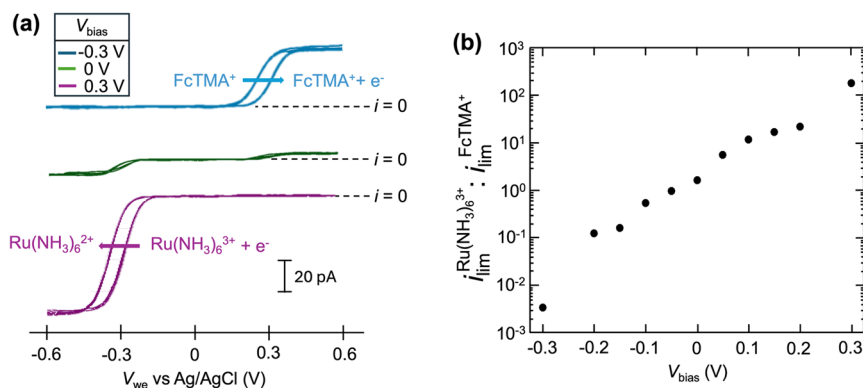 (a)
V_bias
-0.3 V
0 V
0.3 V
FcTMA⁺ FcTMA⁺+ e⁻
i = 0
i = 0
i = 0
Ru(NH₃)₆²⁺ Ru(NH₃)₆³⁺ + e⁻
20 pA
-0.6 -0.3 0 0.3 0.6
V_we vs Ag/AgCl (V)
(b)
i_lim^Ru(NH₃)₆³⁺ : i_lim^FcTMA⁺
10³
10²
10¹
10⁰
10⁻¹
10⁻²
10⁻³
-0.3 -0.2 -0.1 0 0.1 0.2 0.3
V_bias (V)